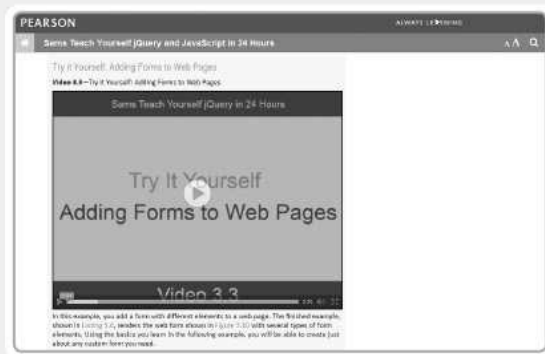 PEARSON
ALWAYS LEARNING
Sams Teach Yourself jQuery and JavaScript in 24 Hours
A A
Try it Yourself: Adding Forms to Web Pages
Video 3.3—Try it Yourself: Adding Forms to Web Pages
Sams Teach Yourself jQuery in 24 Hours
Try It Yourself
Adding Forms to Web Pages
Video 3.3
In this example, you add a form with different elements to a web page. The finished example,
shown in Listing 3.4, renders the web form shown in Figure 3.10 with several types of form
elements. Using the basics you learn in the following example, you will be able to create just
about any custom form you need.